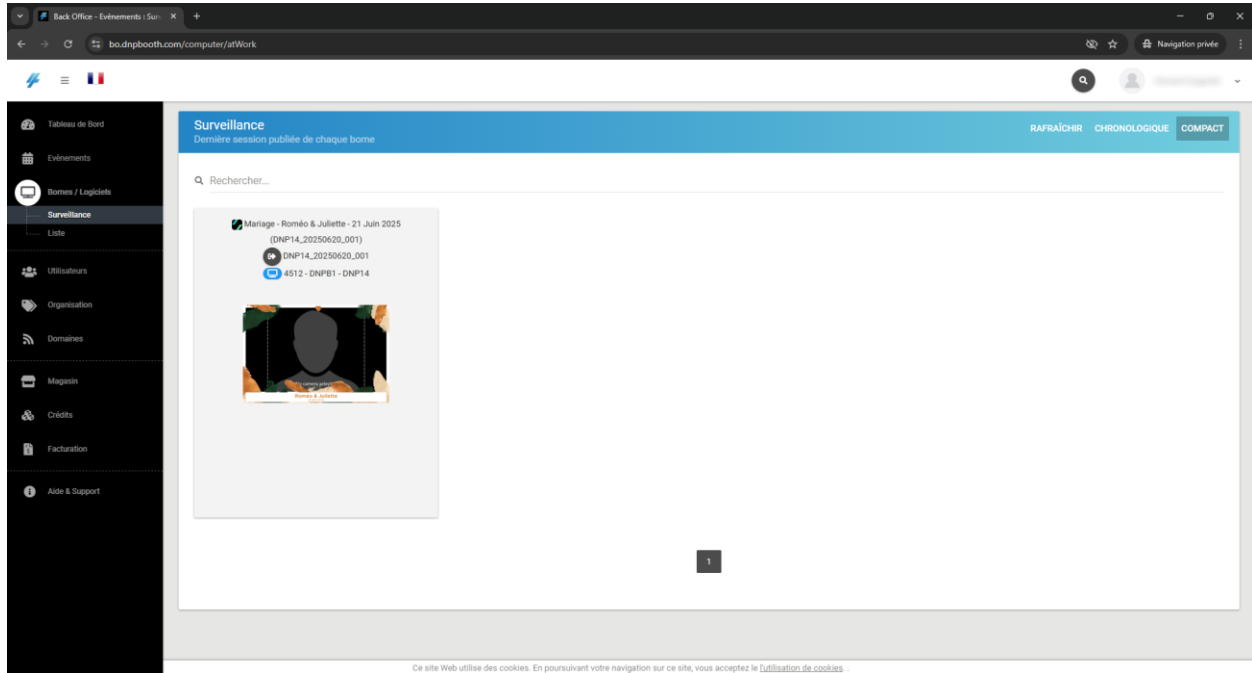 Back Office - Evènements : Sur
bo.dnpbooth.com/computer/atWork
Navigation privée
Tableau de Bord
Evènements
Bornes / Logiciels
Surveillance
Liste
Utilisateurs
Organisation
Domaines
Magasin
Crédits
Facturation
Aide & Support
Surveillance
Dernière session publiée de chaque borne
RAFRAÎCHIR CHRONOLOGIQUE COMPACT
Rechercher...
Mariage - Roméo & Juliette - 21 Juin 2025
(DNP14_20250620_001)
DNP14_20250620_001
4512 - DNPB1 - DNP14
Roméo & Juliette
1
Ce site Web utilise des cookies. En poursuivant votre navigation sur ce site, vous acceptez le l'utilisation de cookies. .